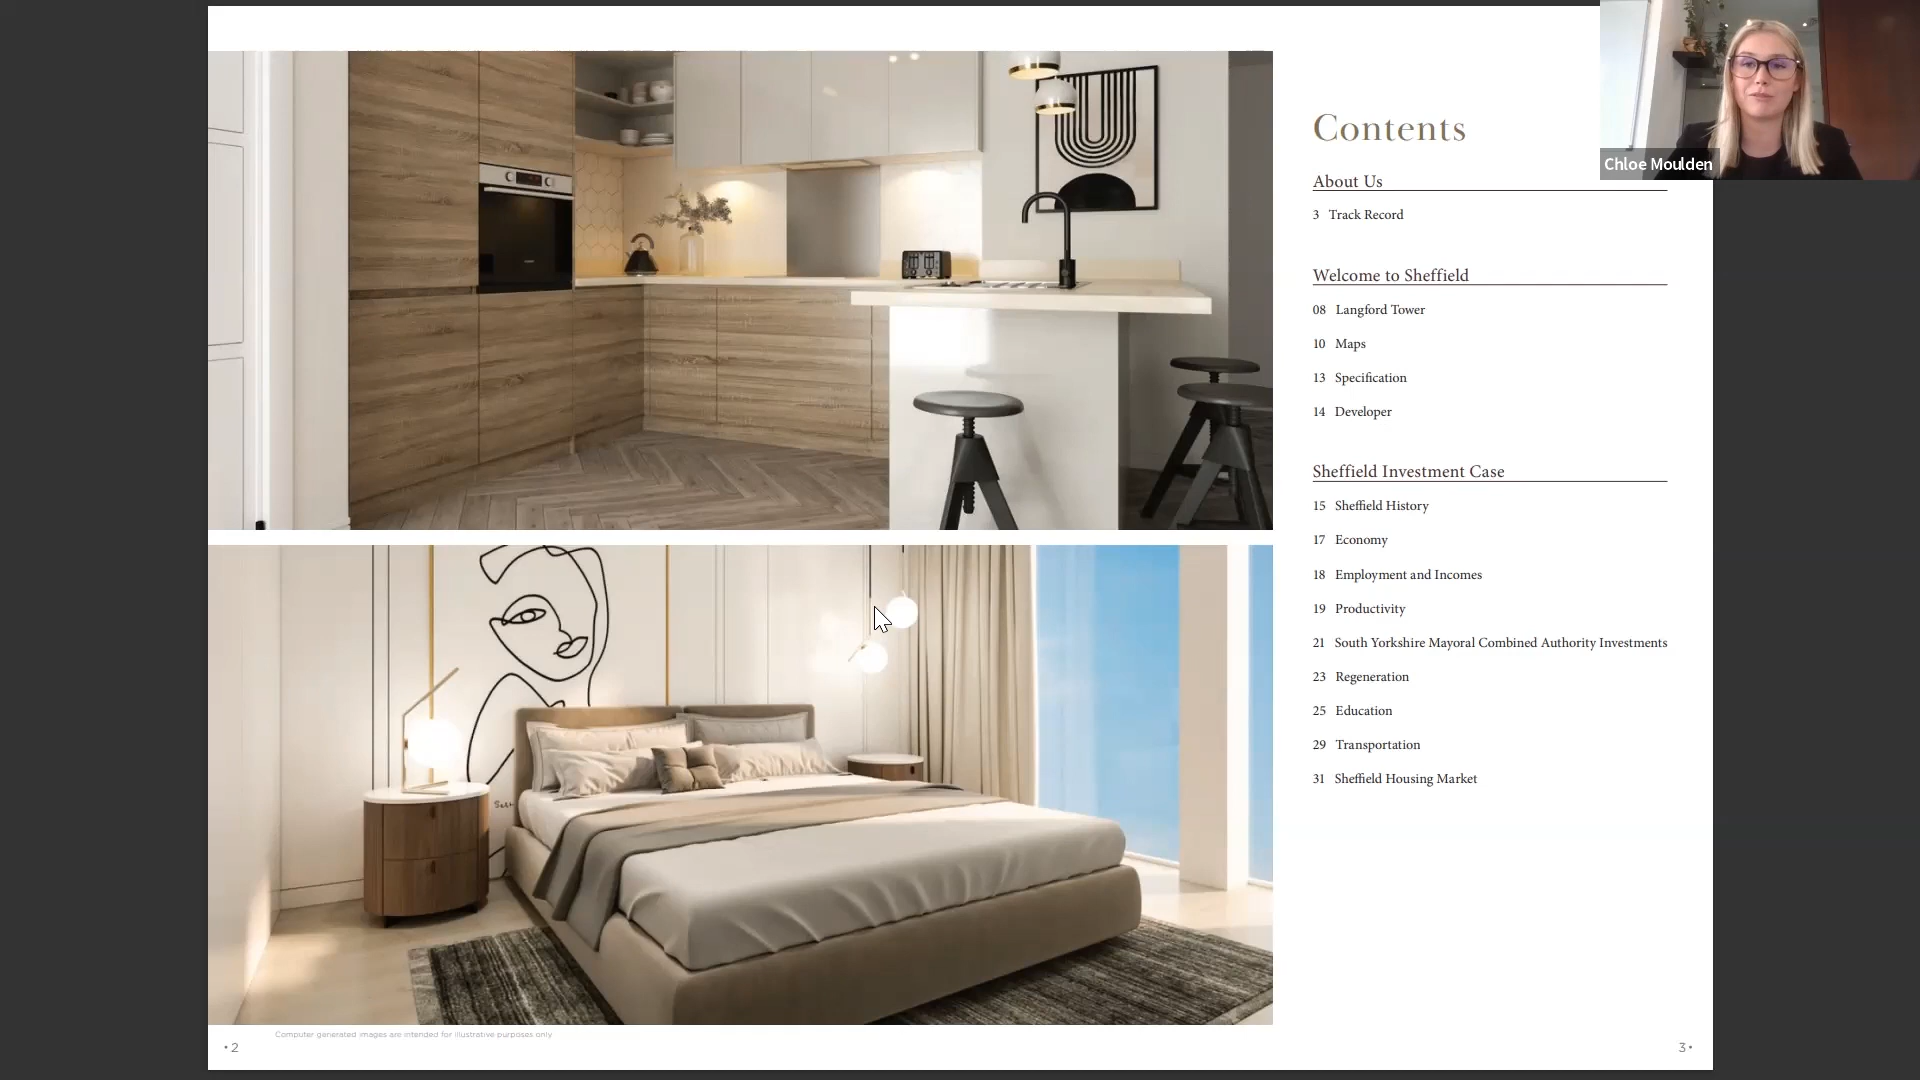 Contents
Chloe Moulden
About Us
3 Track Record
Welcome to Sheffield
08 Langford Tower
10 Maps
13 Specification
14 Developer
Sheffield Investment Case
15 Sheffield History
17 Economy
18 Employment and Incomes
19 Productivity
21 South Yorkshire Mayoral Combined Authority Investments
23 Regeneration
25 Education
29 Transportation
31 Sheffield Housing Market
Computer generated images are intended for illustrative purposes only
• 2
3 •